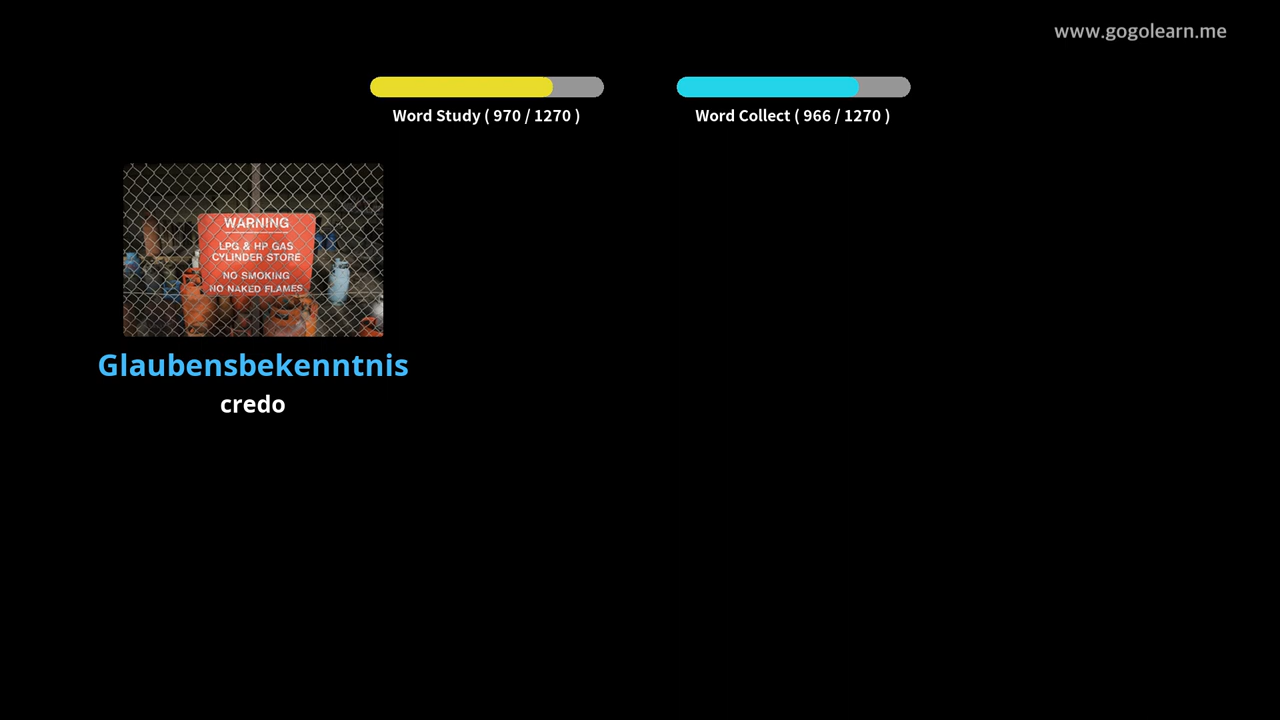 www.gogolearn.me
Word Study ( 970 / 1270 )
Word Collect ( 966 / 1270 )
WARNING
LPG & HP GAS
CYLINDER STORE
NO SMOKING
NO NAKED FLAMES
Glaubensbekenntnis
credo